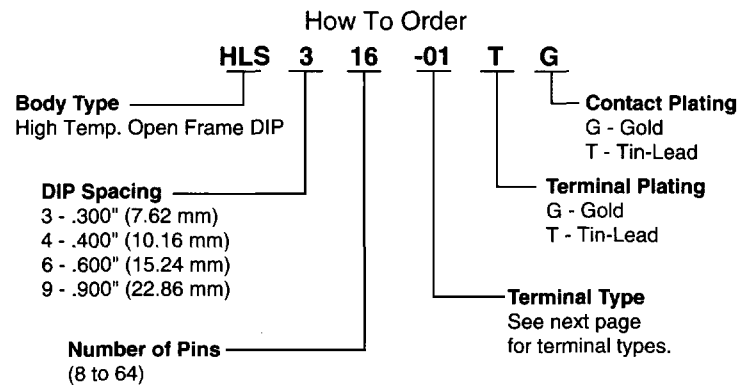 How To Order
HLS 3 16 -01 T G
Body Type
High Temp. Open Frame DIP
DIP Spacing
3 - .300" (7.62 mm)
4 - .400" (10.16 mm)
6 - .600" (15.24 mm)
9 - .900" (22.86 mm)
Number of Pins
(8 to 64)
Contact Plating
G - Gold
T - Tin-Lead
Terminal Plating
G - Gold
T - Tin-Lead
Terminal Type
See next page
for terminal types.